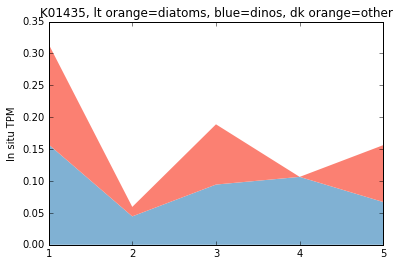 K01435, lt orange=diatoms, blue=dinos, dk orange=other
In situ TPM
0.35
0.30
0.25
0.20
0.15
0.10
0.05
0.00
1 2 3 4 5